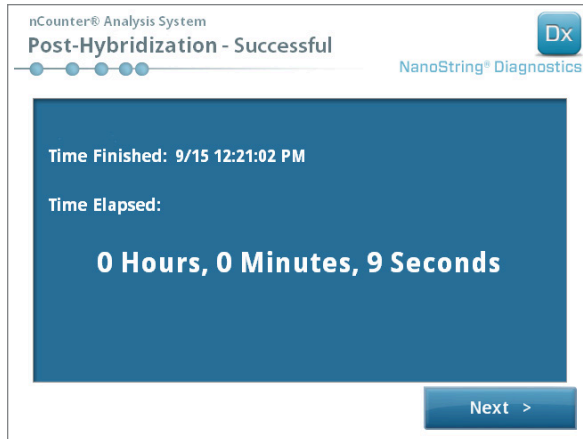 nCounter® Analysis System
Post-Hybridization - Successful
Dx
NanoString® Diagnostics
Time Finished: 9/15 12:21:02 PM
Time Elapsed:
0 Hours, 0 Minutes, 9 Seconds
Next >